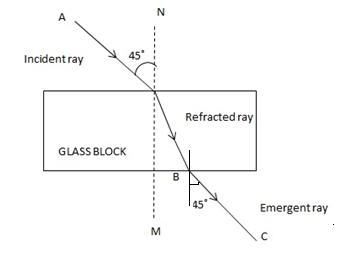 N
A
45°
Incident ray
Refracted ray
GLASS BLOCK
B
45°
Emergent ray
M
C